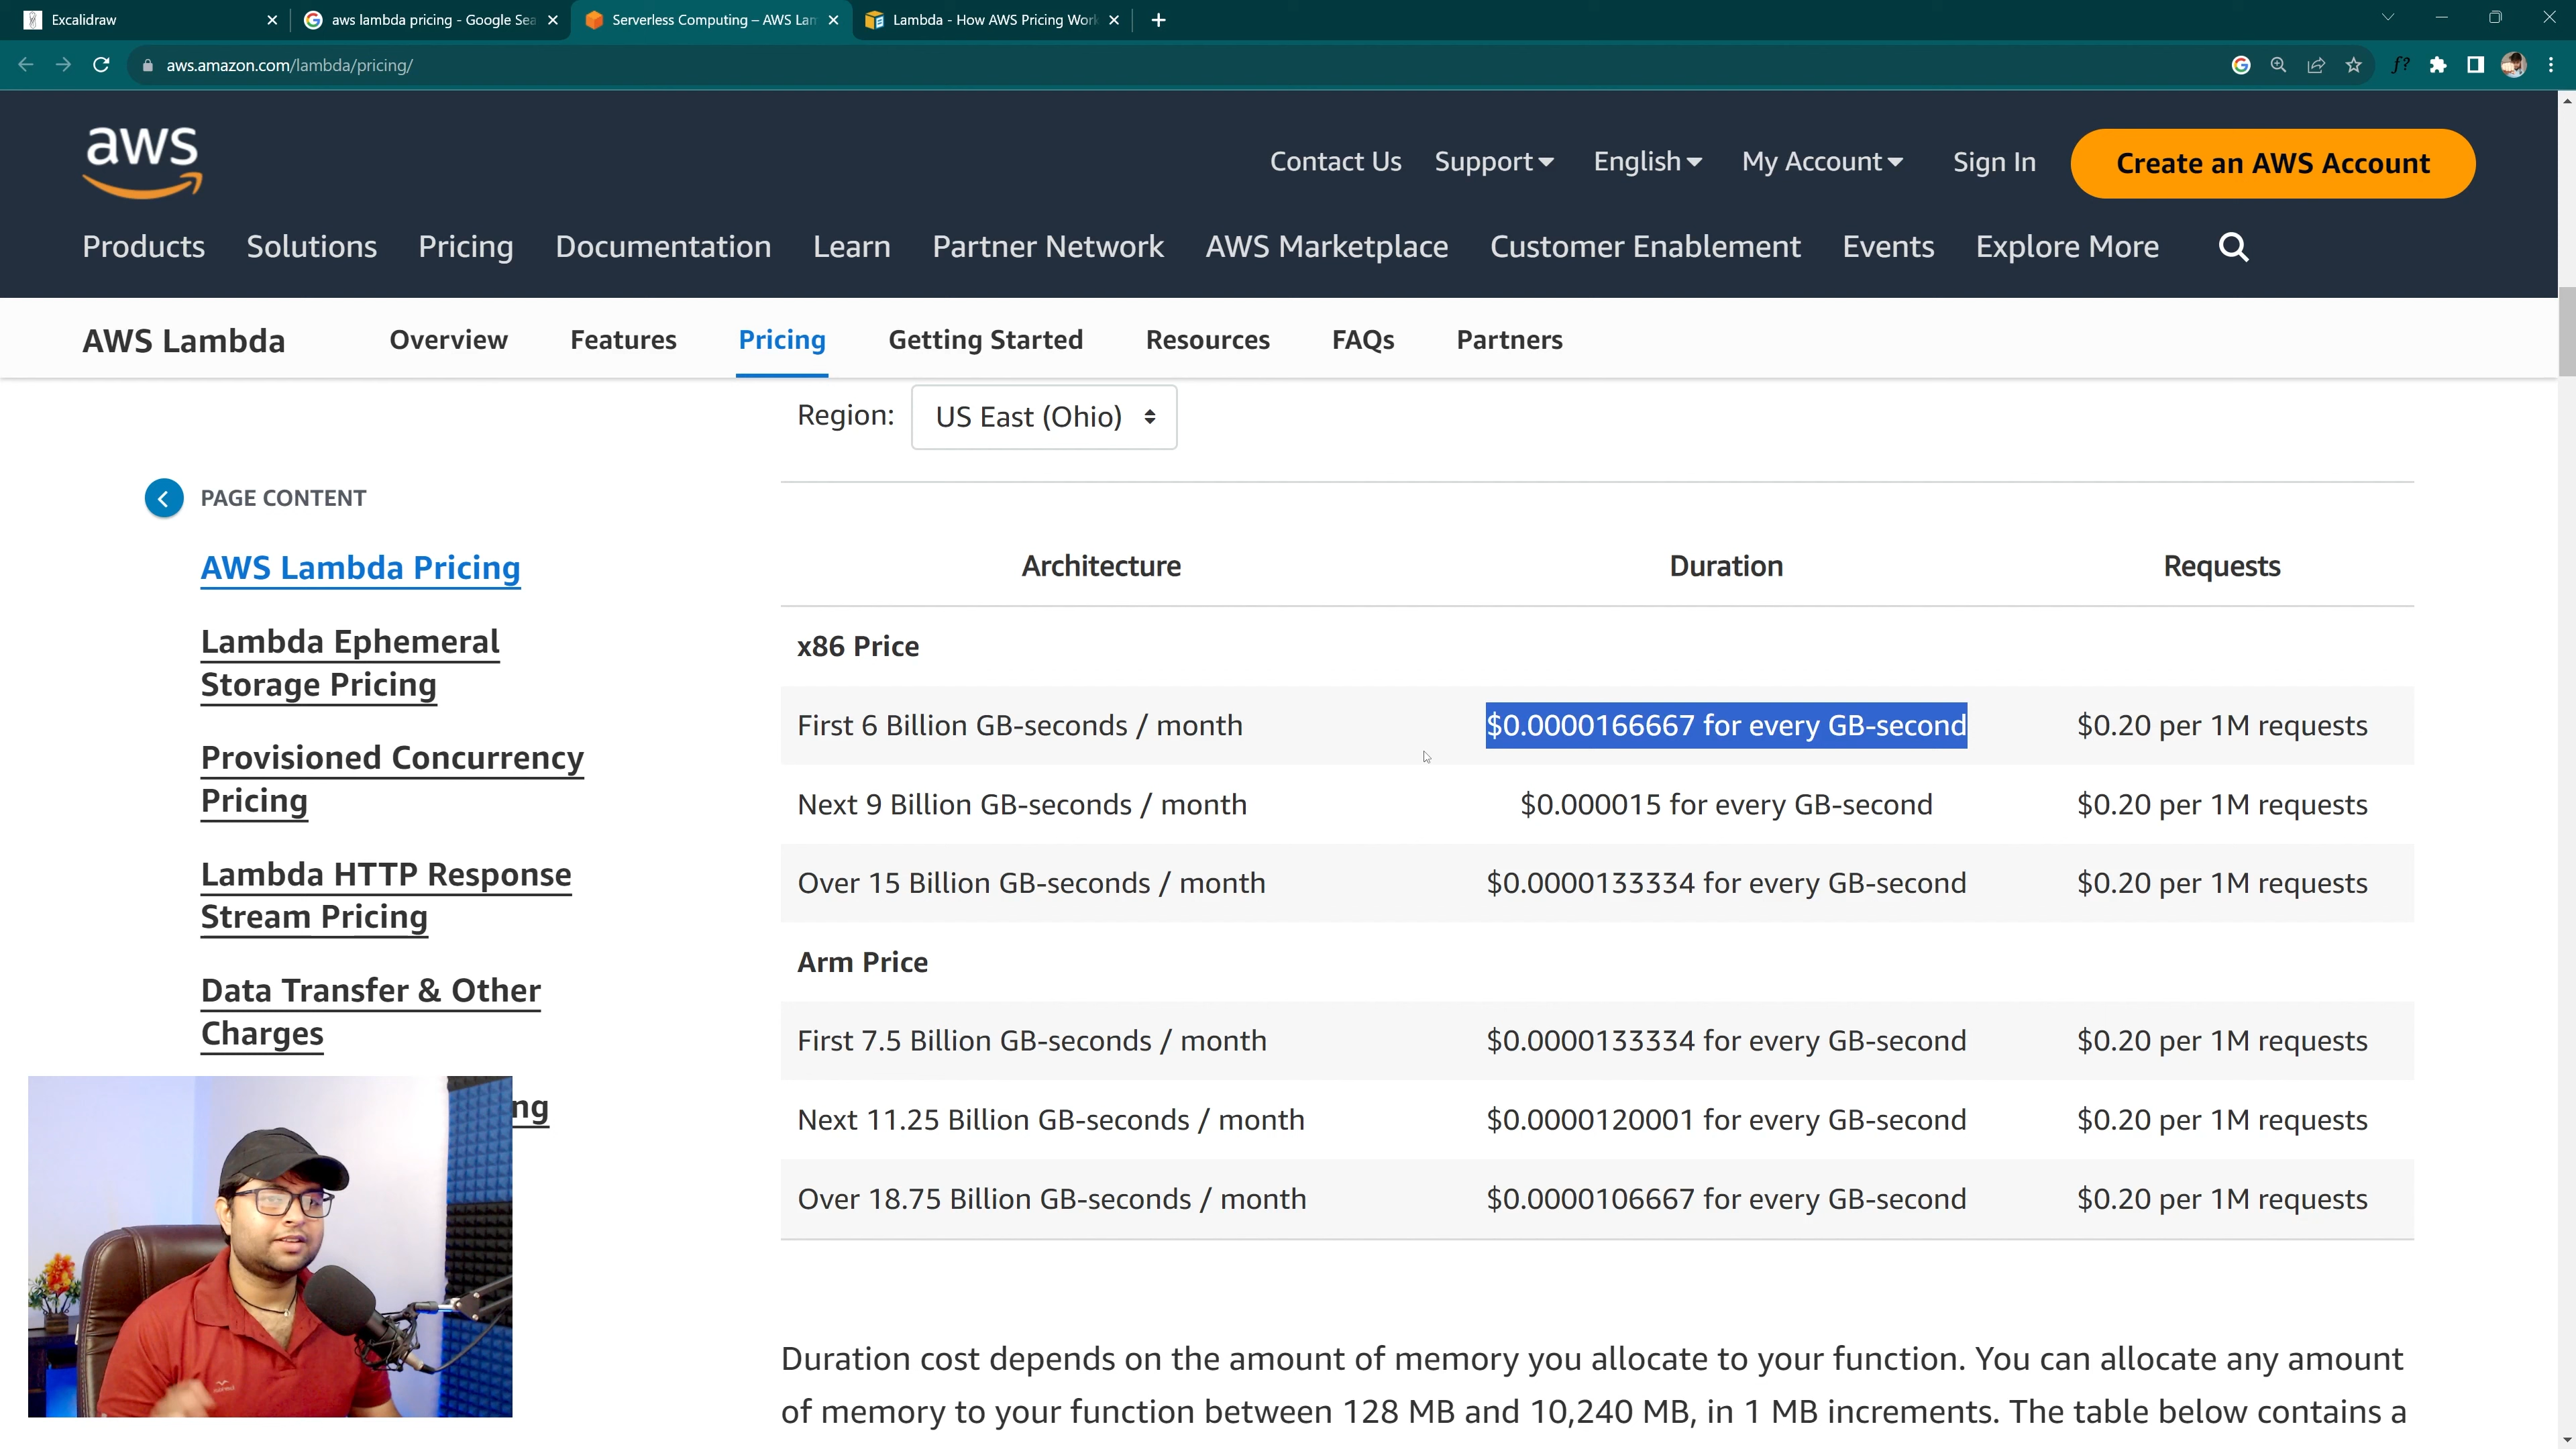 Excalidraw
aws lambda pricing - Google Sea
Serverless Computing – AWS Lam
Lambda - How AWS Pricing Work
aws.amazon.com/lambda/pricing/
aws
Contact Us Support English My Account Sign In Create an AWS Account
Products Solutions Pricing Documentation Learn Partner Network AWS Marketplace Customer Enablement Events Explore More
AWS Lambda Overview Features Pricing Getting Started Resources FAQs Partners
Region: US East (Ohio)
PAGE CONTENT
AWS Lambda Pricing
Lambda Ephemeral
Storage Pricing
Provisioned Concurrency
Pricing
Lambda HTTP Response
Stream Pricing
Data Transfer & Other
Charges
ng
Architecture Duration Requests
x86 Price
First 6 Billion GB-seconds / month $0.0000166667 for every GB-second $0.20 per 1M requests
Next 9 Billion GB-seconds / month $0.000015 for every GB-second $0.20 per 1M requests
Over 15 Billion GB-seconds / month $0.0000133334 for every GB-second $0.20 per 1M requests
Arm Price
First 7.5 Billion GB-seconds / month $0.0000133334 for every GB-second $0.20 per 1M requests
Next 11.25 Billion GB-seconds / month $0.0000120001 for every GB-second $0.20 per 1M requests
Over 18.75 Billion GB-seconds / month $0.0000106667 for every GB-second $0.20 per 1M requests
Duration cost depends on the amount of memory you allocate to your function. You can allocate any amount
of memory to your function between 128 MB and 10,240 MB, in 1 MB increments. The table below contains a